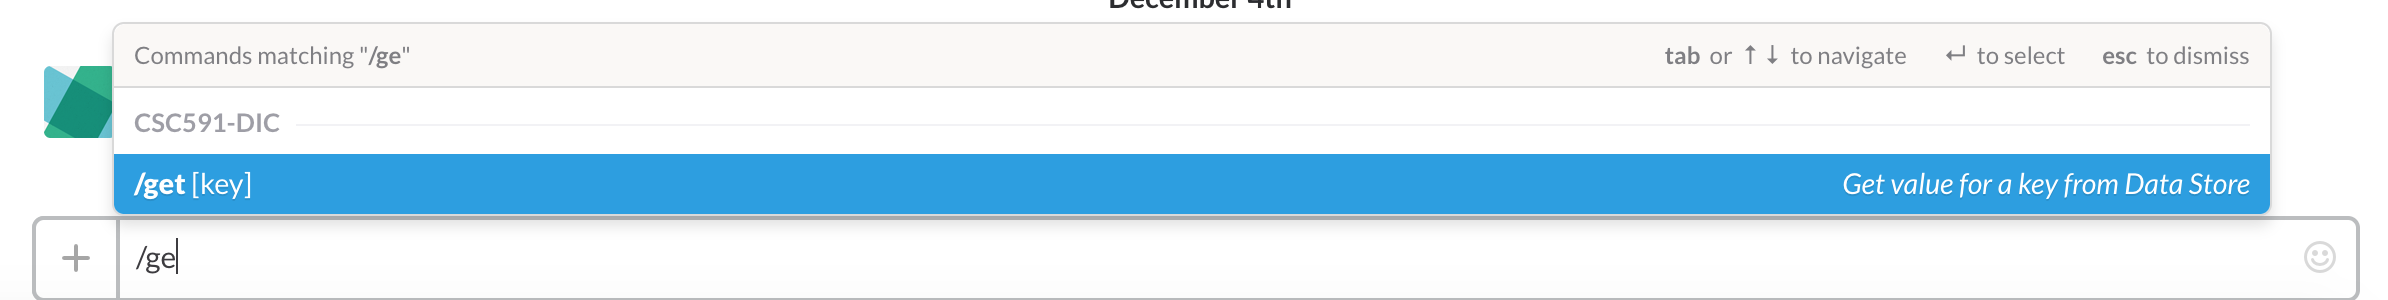 December 4th
Commands matching "/ge" tab or ↑ ↓ to navigate ↵ to select esc to dismiss
CSC591-DIC
/get [key] Get value for a key from Data Store
/ge